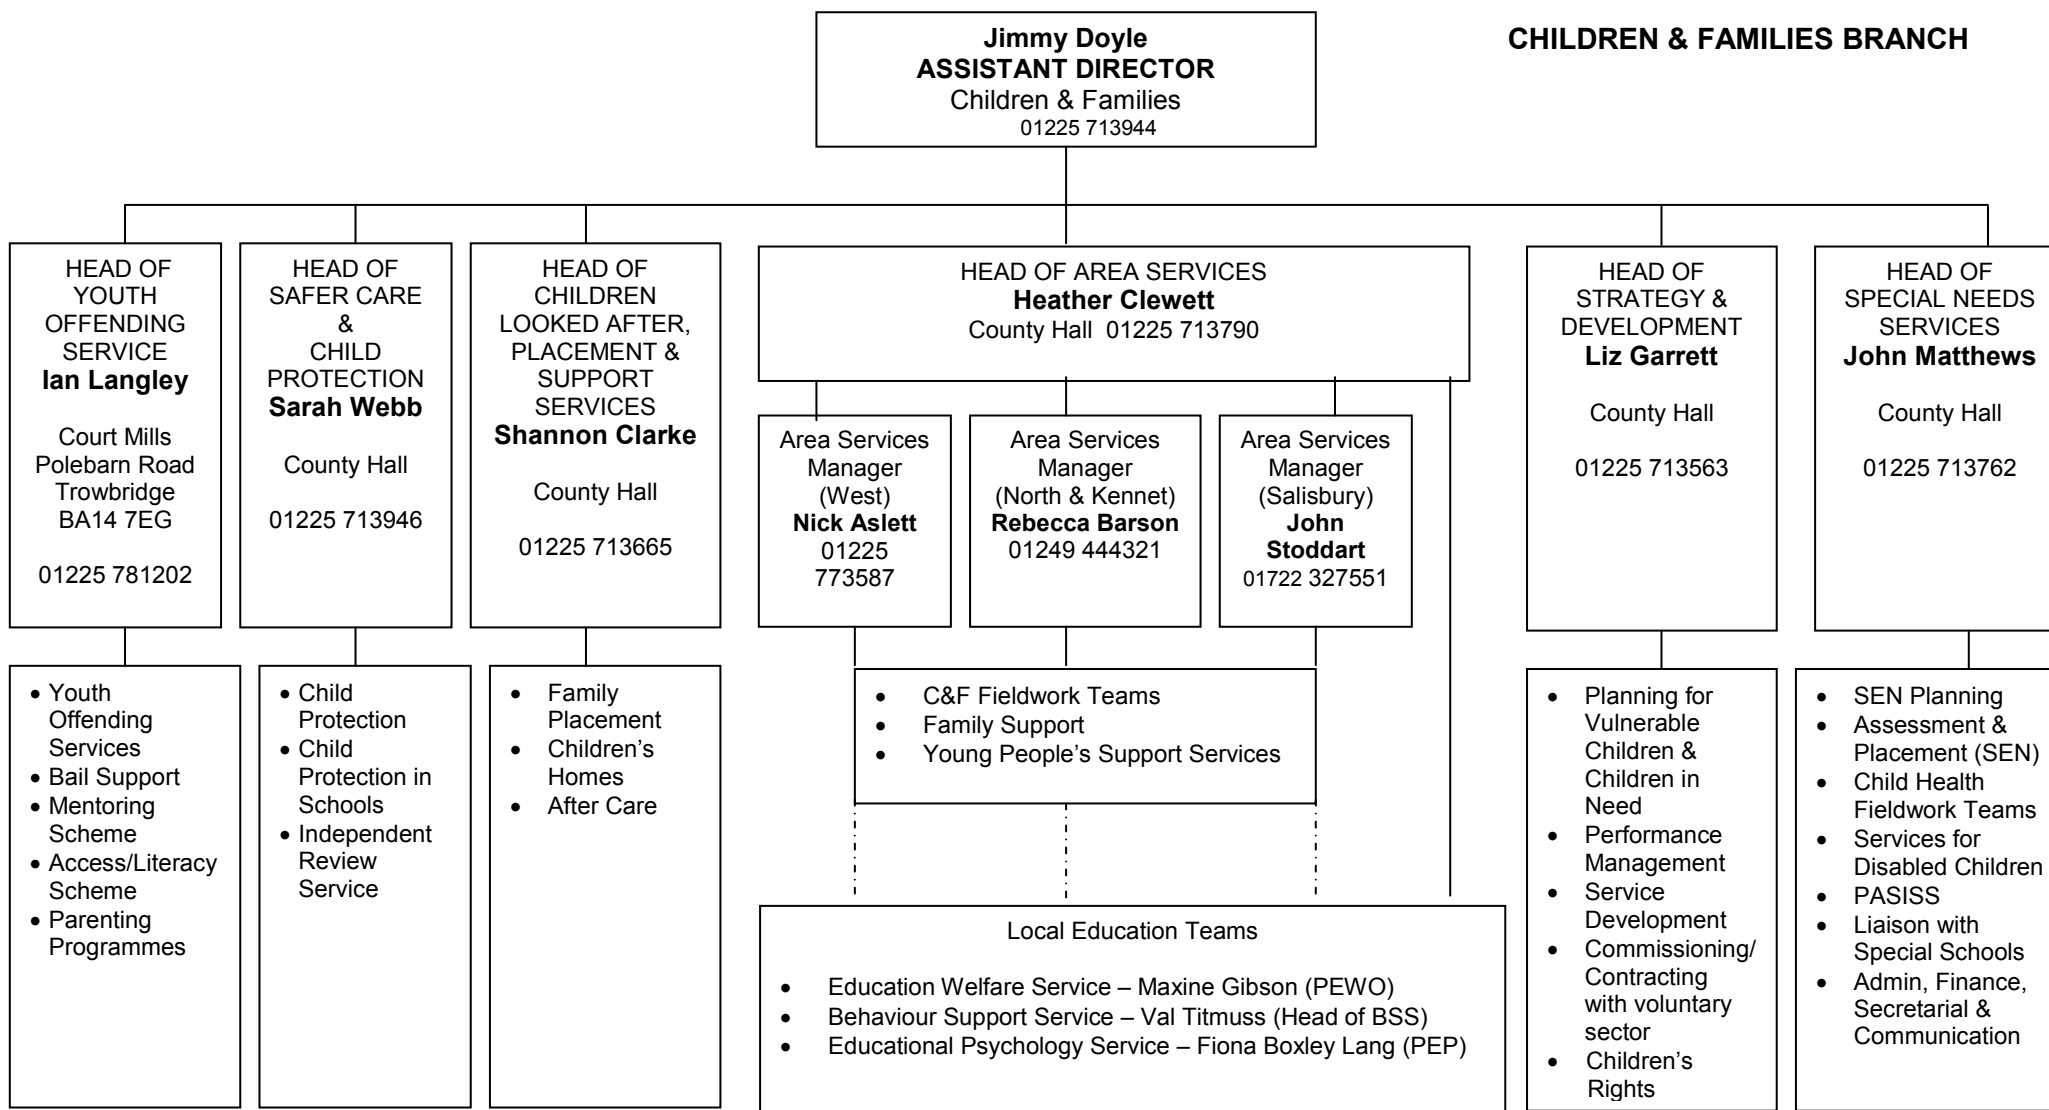 Jimmy Doyle
ASSISTANT DIRECTOR
Children & Families
01225 713944
CHILDREN & FAMILIES BRANCH
HEAD OF
YOUTH
OFFENDING
SERVICE
Ian Langley
Court Mills
Polebarn Road
Trowbridge
BA14 7EG
01225 781202
HEAD OF
SAFER CARE
&
CHILD
PROTECTION
Sarah Webb
County Hall
01225 713946
HEAD OF
CHILDREN
LOOKED AFTER,
PLACEMENT &
SUPPORT
SERVICES
Shannon Clarke
County Hall
01225 713665
HEAD OF AREA SERVICES
Heather Clewett
County Hall 01225 713790
Area Services
Manager
(West)
Nick Aslett
01225
773587
Area Services
Manager
(North & Kennet)
Rebecca Barson
01249 444321
Area Services
Manager
(Salisbury)
John
Stoddart
01722 327551
HEAD OF
STRATEGY &
DEVELOPMENT
Liz Garrett
County Hall
01225 713563
HEAD OF
SPECIAL NEEDS
SERVICES
John Matthews
County Hall
01225 713762
• Youth
Offending
Services
• Bail Support
• Mentoring
Scheme
• Access/Literacy
Scheme
• Parenting
Programmes
• Child
Protection
• Child
Protection in
Schools
• Independent
Review
Service
• Family
Placement
• Children's
Homes
• After Care
• C&F Fieldwork Teams
• Family Support
• Young People's Support Services
Local Education Teams
• Education Welfare Service – Maxine Gibson (PEWO)
• Behaviour Support Service – Val Titmuss (Head of BSS)
• Educational Psychology Service – Fiona Boxley Lang (PEP)
• Planning for
Vulnerable
Children &
Children in
Need
• Performance
Management
• Service
Development
• Commissioning/
Contracting
with voluntary
sector
• Children's
Rights
• SEN Planning
• Assessment &
Placement (SEN)
• Child Health
Fieldwork Teams
• Services for
Disabled Children
• PASISS
• Liaison with
Special Schools
• Admin, Finance,
Secretarial &
Communication